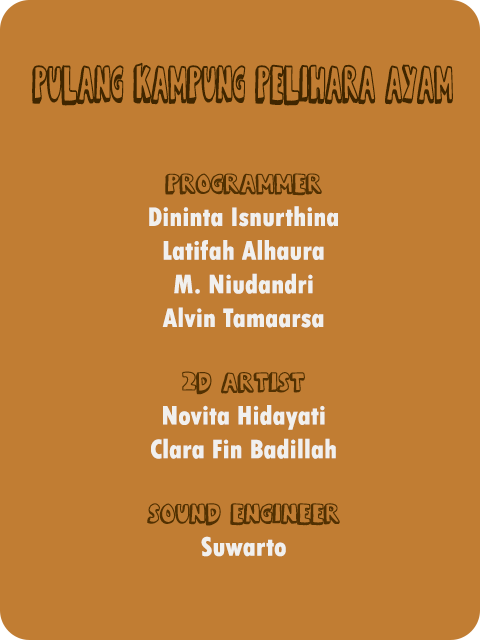 PULANG KAMPUNG PELIHARA AYAM
PROGRAMMER
Dininta Isnurthina
Latifah Alhaura
M. Niudandri
Alvin Tamaarsa
2D ARTIST
Novita Hidayati
Clara Fin Badillah
SOUND ENGINEER
Suwarto